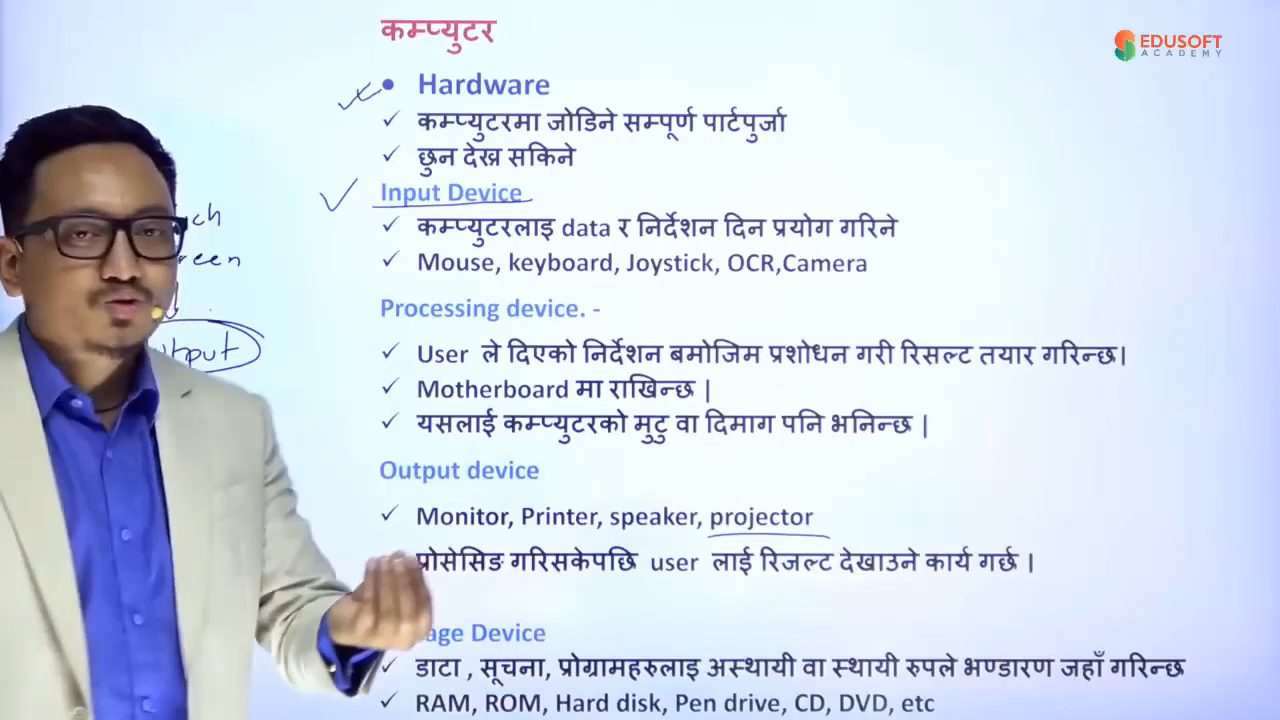 कम्प्युटर
EDUSOFT
ACADEMY
• Hardware
✓ कम्प्युटरमा जोडिने सम्पूर्ण पार्टपुर्जा
✓ छुन देख्न सकिने
Input Device
✓ कम्प्युटरलाइ data र निर्देशन दिन प्रयोग गरिने
✓ Mouse, keyboard, Joystick, OCR,Camera
Processing device. -
✓ User ले दिएको निर्देशन बमोजिम प्रशोधन गरी रिसल्ट तयार गरिन्छ।
✓ Motherboard मा राखिन्छ |
✓ यसलाई कम्प्युटरको मुटु वा दिमाग पनि भनिन्छ |
Output device
✓ Monitor, Printer, speaker, projector
प्रोसेसिङ गरिसकेपछि user लाई रिजल्ट देखाउने कार्य गर्छ |
Device
✓ डाटा , सूचना, प्रोग्रामहरुलाइ अस्थायी वा स्थायी रुपले भण्डारण जहाँ गरिन्छ
✓ RAM, ROM, Hard disk, Pen drive, CD, DVD, etc